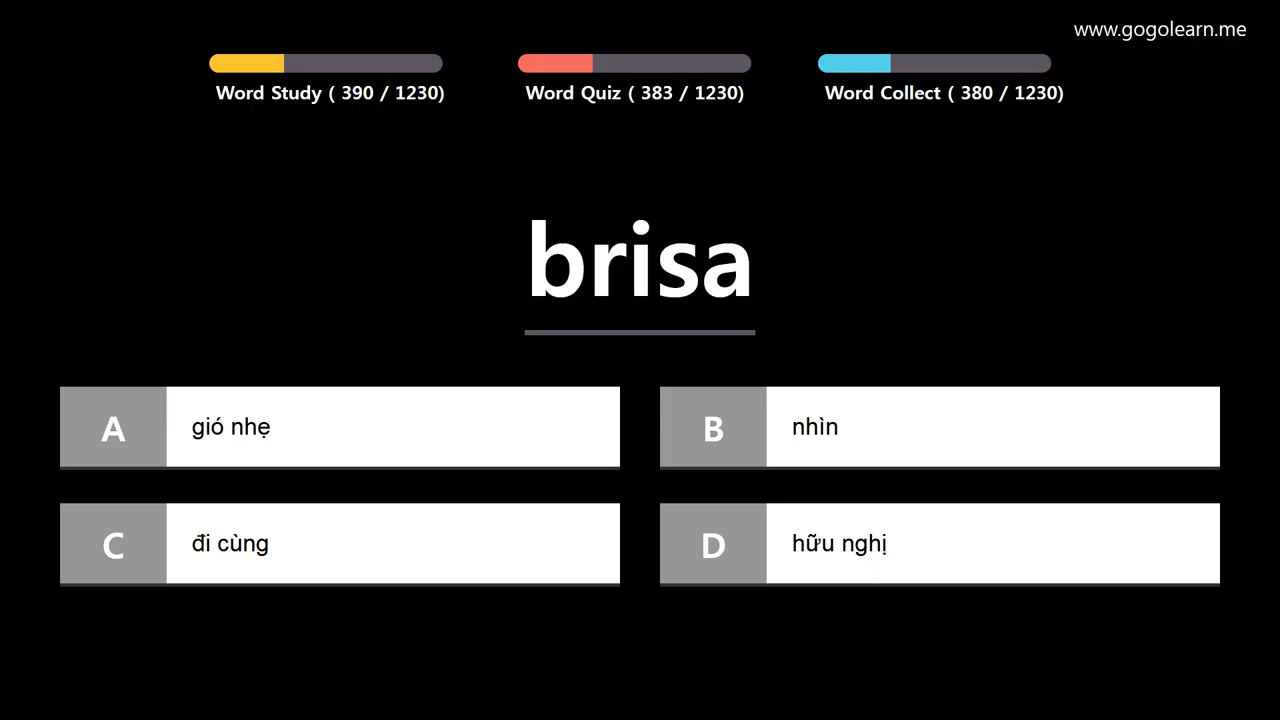 www.gogolearn.me
Word Study ( 390 / 1230)
Word Quiz ( 383 / 1230)
Word Collect ( 380 / 1230)
brisa
A gió nhẹ
B nhìn
C đi cùng
D hữu nghị